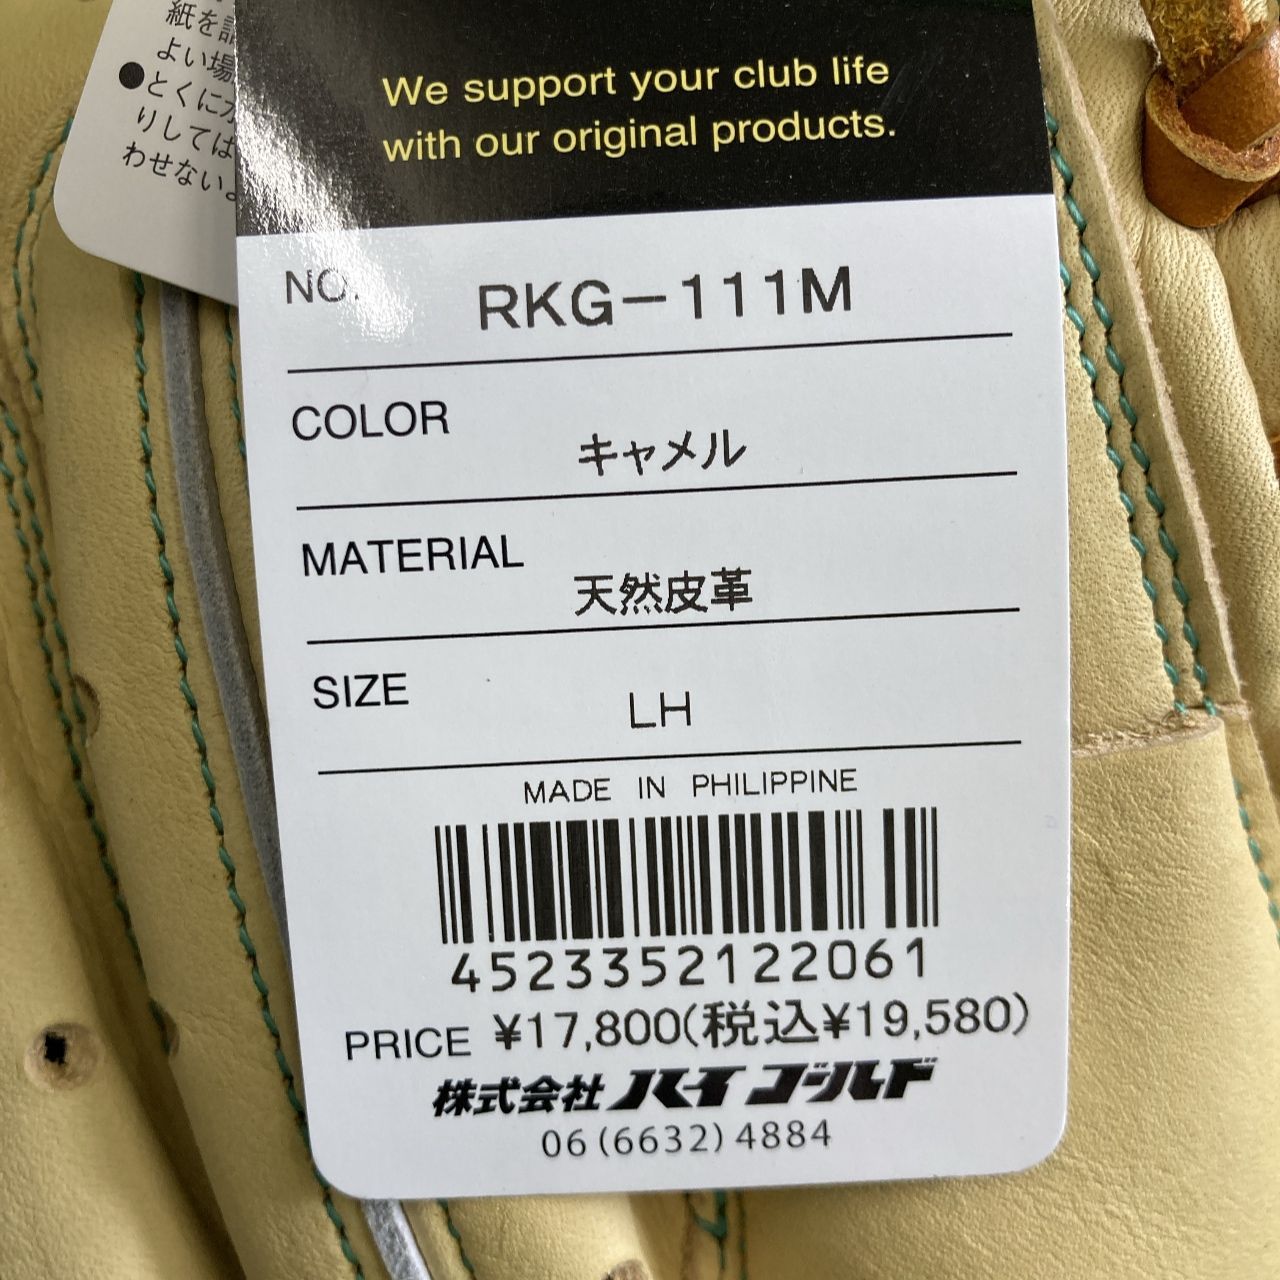 紙を
よい場
●とくに
りしては
わせない
We support your club life
with our original products.
NO. RKG-111M
COLOR キャメル
MATERIAL 天然皮革
SIZE LH
MADE IN PHILIPPINE
4523352122061
PRICE ¥17,800(税込¥19,580)
株式会社ハイゴールド
06(6632)4884